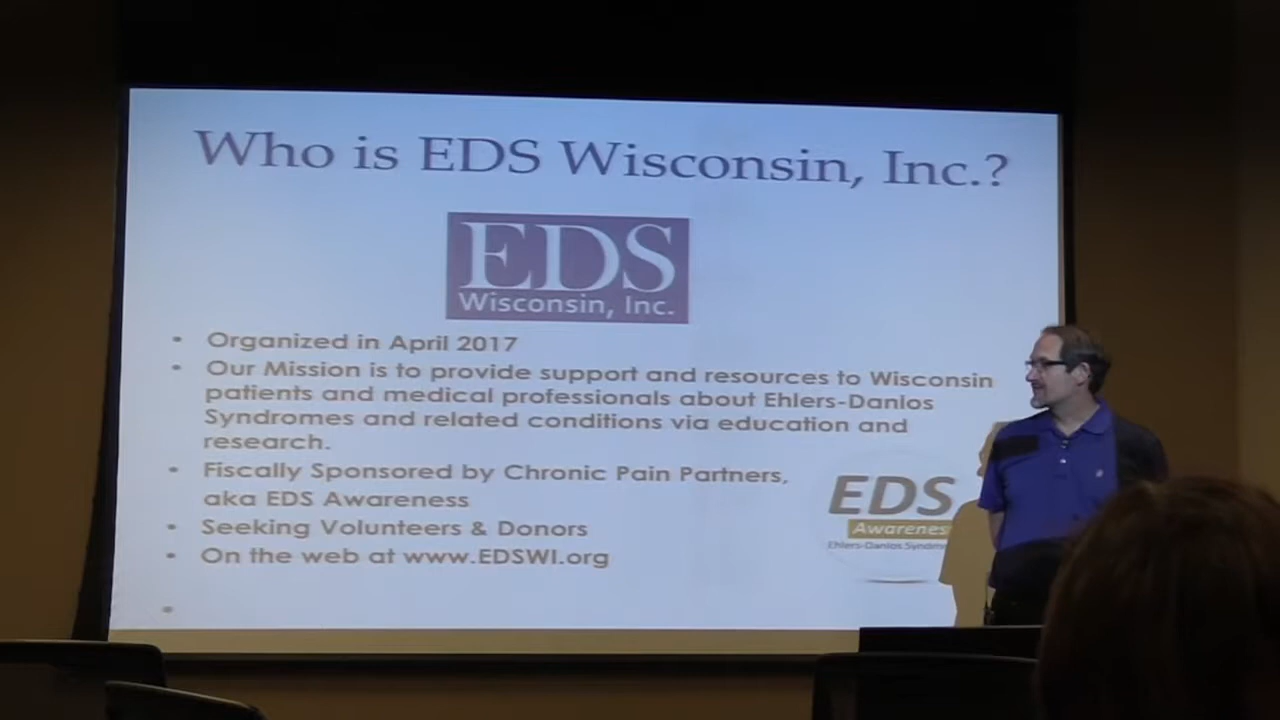 Who is EDS Wisconsin, Inc.?
EDS
Wisconsin, Inc.
• Organized in April 2017
• Our Mission is to provide support and resources to Wisconsin
patients and medical professionals about Ehlers-Danlos
Syndromes and related conditions via education and
research.
• Fiscally Sponsored by Chronic Pain Partners,
aka EDS Awareness
• Seeking Volunteers & Donors
• On the web at www.EDSWI.org
EDS
Ehlers-Danlos